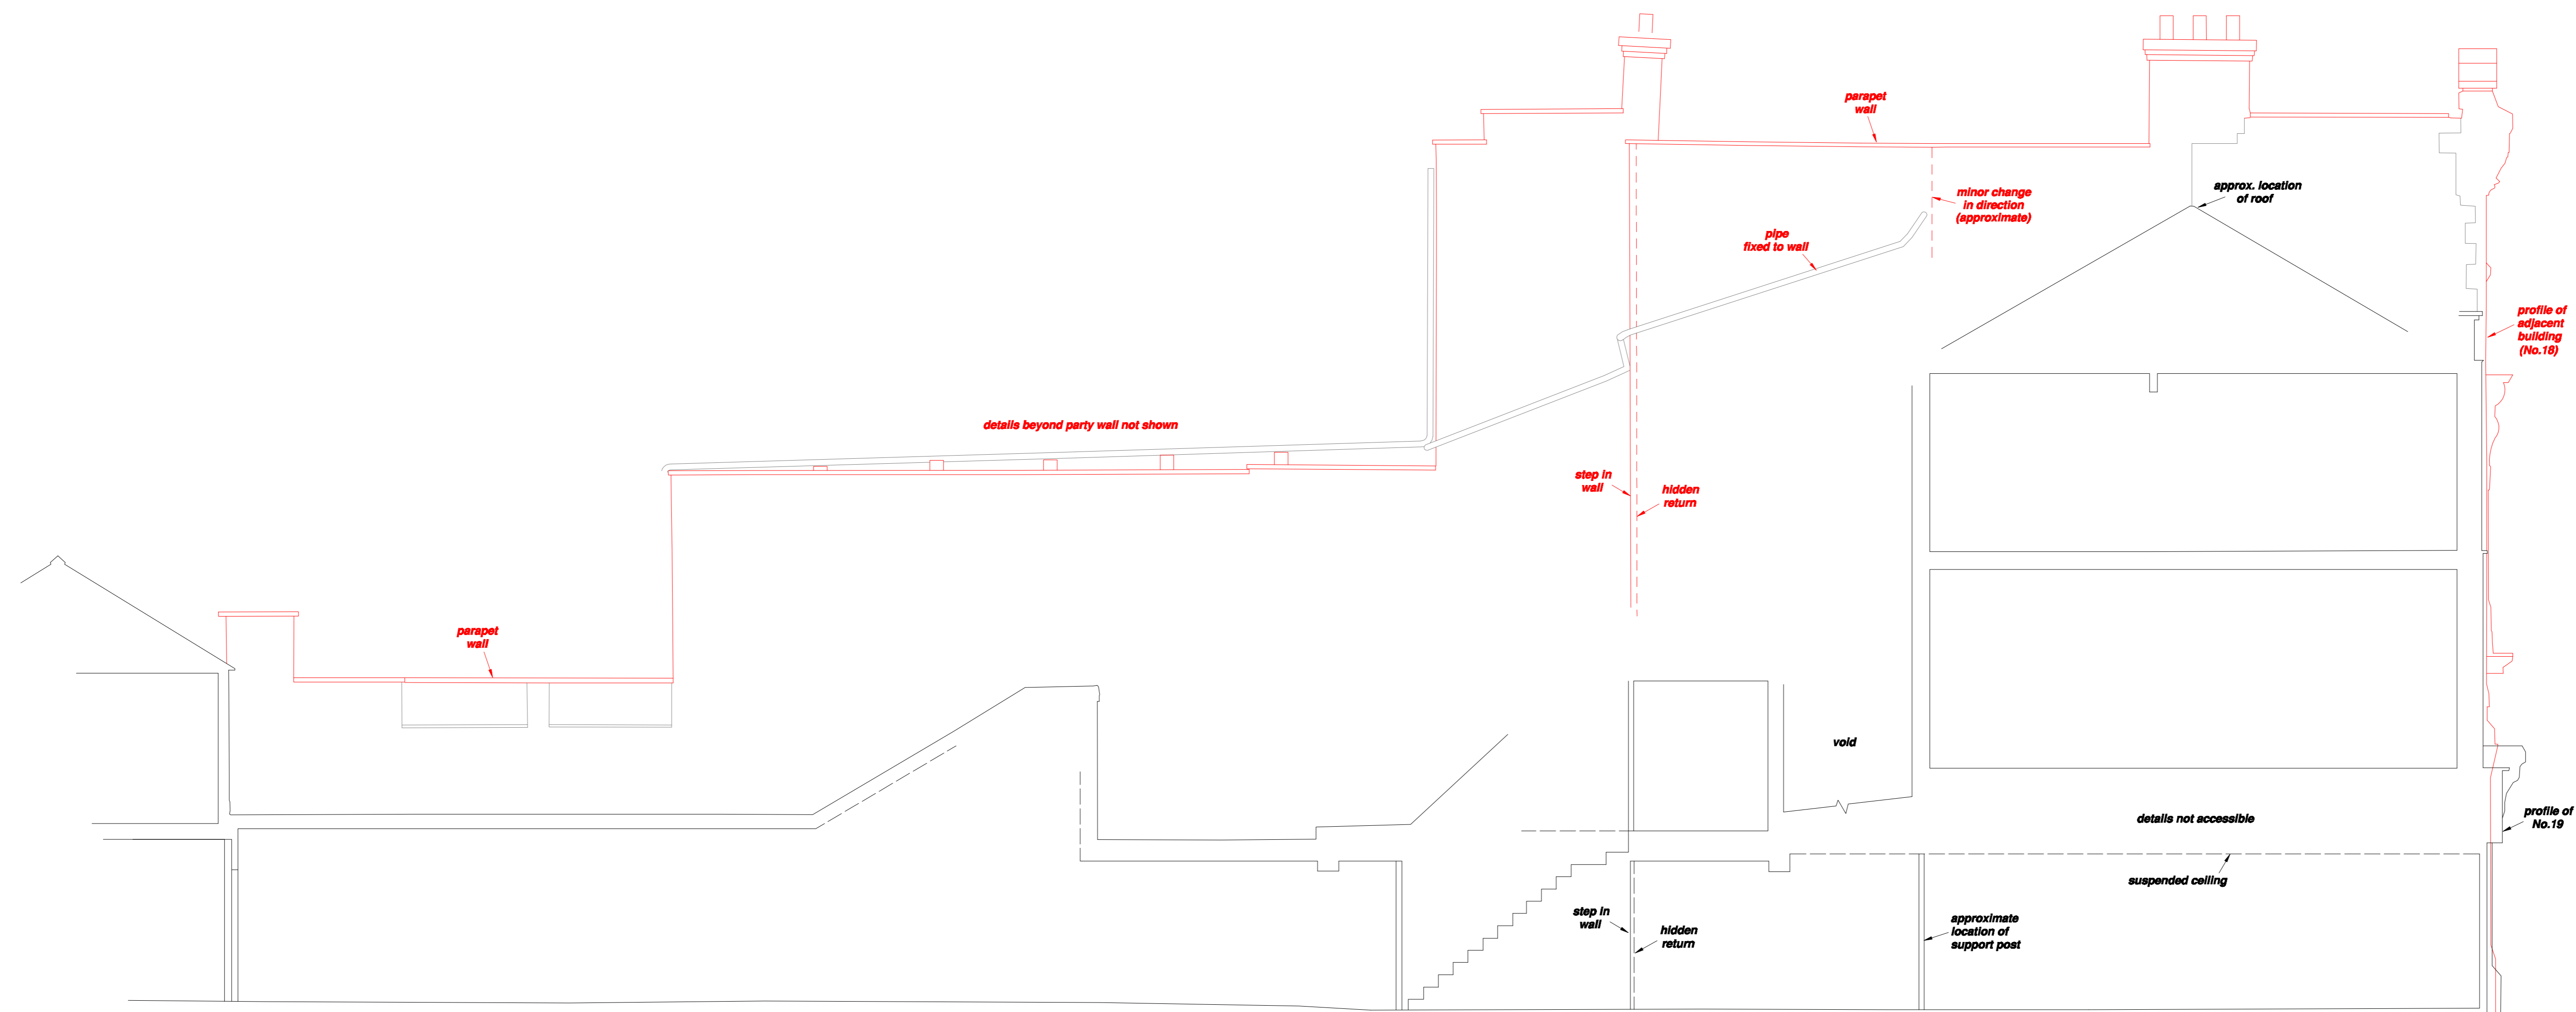 parapet
wall
approx. location
of roof
minor change
in direction
(approximate)
pipe
fixed to wall
profile of
adjacent
building
(No.18)
details beyond party wall not shown
step in
wall
hidden
return
parapet
wall
void
details not accessible
profile of
No.19
suspended ceiling
step in
wall
hidden
return
approximate
location of
support post